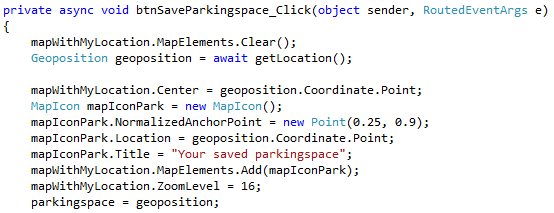 private async void btnSaveParkingspace_Click(object sender, RoutedEventArgs e)
{
mapWithMyLocation.MapElements.Clear();
Geoposition geoposition = await getLocation();
mapWithMyLocation.Center = geoposition.Coordinate.Point;
MapIcon mapIconPark = new MapIcon();
mapIconPark.NormalizedAnchorPoint = new Point(0.25, 0.9);
mapIconPark.Location = geoposition.Coordinate.Point;
mapIconPark.Title = "Your saved parkingspace";
mapWithMyLocation.MapElements.Add(mapIconPark);
mapWithMyLocation.ZoomLevel = 16;
parkingspace = geoposition;